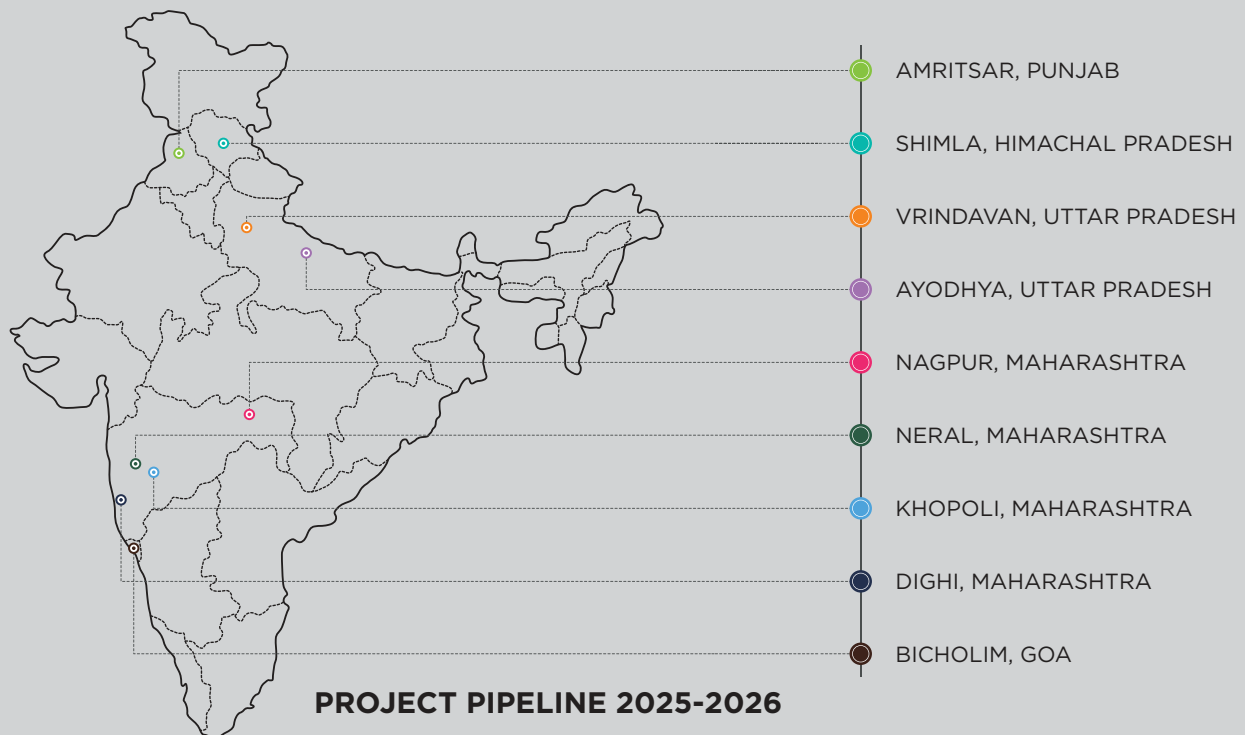 AMRITSAR, PUNJAB
SHIMLA, HIMACHAL PRADESH
VRINDAVAN, UTTAR PRADESH
AYODHYA, UTTAR PRADESH
NAGPUR, MAHARASHTRA
NERAL, MAHARASHTRA
KHOPOLI, MAHARASHTRA
DIGHI, MAHARASHTRA
BICHOLIM, GOA
PROJECT PIPELINE 2025-2026